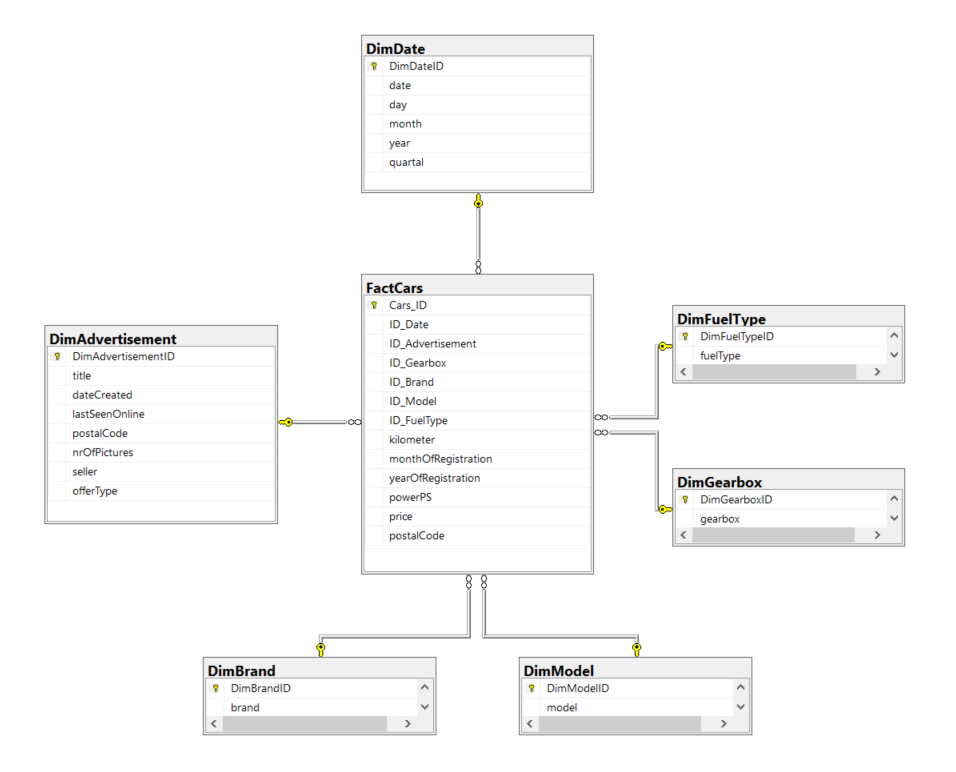 DimDate
DimDateID
date
day
month
year
quartal
FactCars
Cars_ID
ID_Date
ID_Advertisement
ID_Gearbox
ID_Brand
ID_Model
ID_FuelType
kilometer
monthOfRegistration
yearOfRegistration
powerPS
price
postalCode
DimAdvertisement
DimAdvertisementID
title
dateCreated
lastSeenOnline
postalCode
nrOfPictures
seller
offerType
DimFuelType
DimFuelTypeID
fuelType
DimGearbox
DimGearboxID
gearbox
DimBrand
DimBrandID
brand
DimModel
DimModelID
model